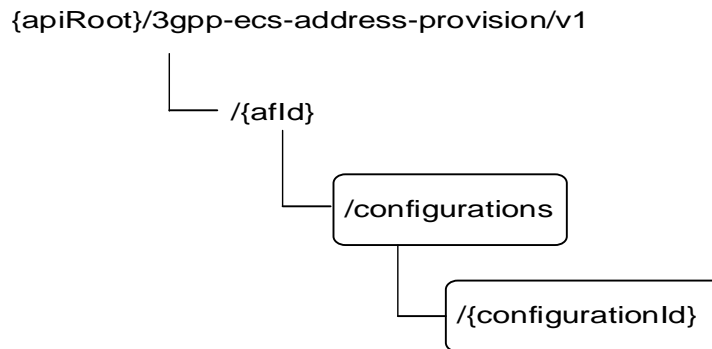 {apiRoot}/3gpp-ecs-address-provision/v1
/{afId}
/configurations
/{configurationId}